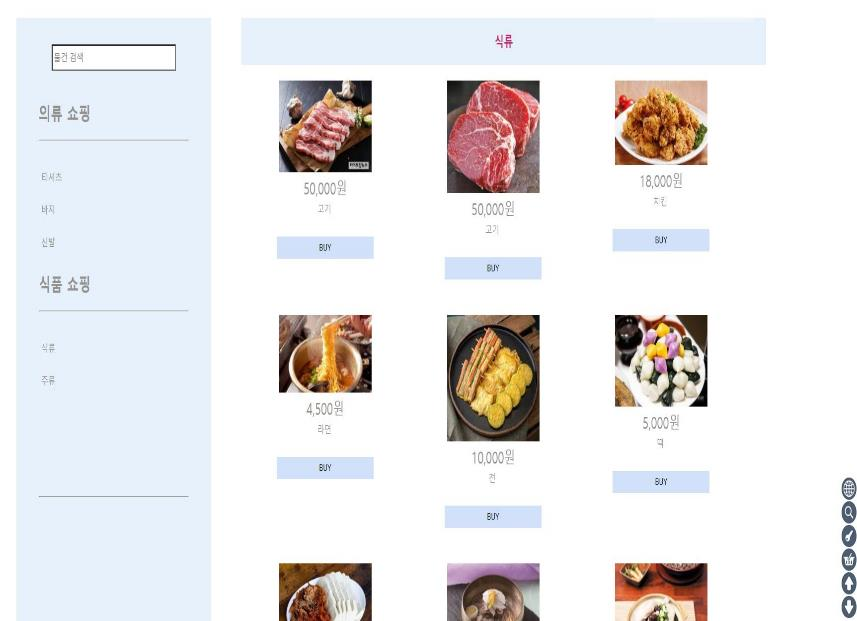 물건 검색
의류 쇼핑
티셔츠
바지
신발
식품 쇼핑
식류
주류
식류
50,000원
고기
BUY
50,000원
고기
BUY
18,000원
치킨
BUY
4,500원
라면
BUY
10,000원
전
BUY
5,000원
떡
BUY